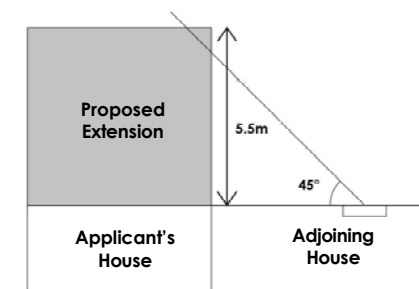 Proposed
Extension
5.5m
45°
Applicant's
House
Adjoining
House